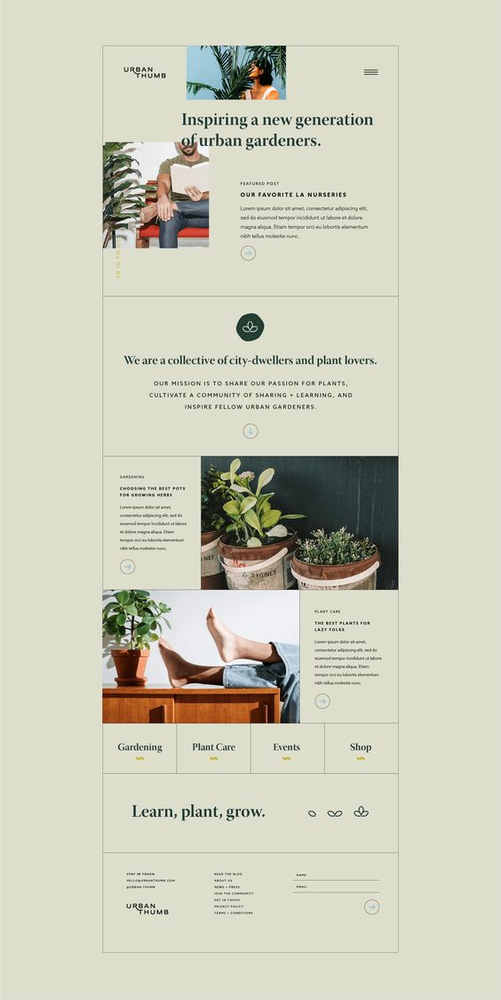 URBAN
THUMB
Inspiring a new generation
of urban gardeners.
FEATURED POST
OUR FAVORITE LA NURSERIES
Lorem ipsum dolor sit amet, consectetur adipiscing elit,
sed do eiusmod tempor incididunt ut labore et dolore
magna aliqua. Etiam tempor orci eu lobortis elementum
nibh tellus molestie nunc.
FB IG PN
We are a collective of city-dwellers and plant lovers.
OUR MISSION IS TO SHARE OUR PASSION FOR PLANTS,
CULTIVATE A COMMUNITY OF SHARING + LEARNING, AND
INSPIRE FELLOW URBAN GARDENERS.
GARDENING
CHOOSING THE BEST POTS
FOR GROWING HERBS
Lorem ipsum dolor sit amet,
consectetur adipiscing elit, sed do
eiusmod tempor incididunt ut labore
et dolore magna aliqua. Etiam
tempor orci eu lobortis elementum
nibh tellus molestie nunc.
NET
3 kg NET
PLANT CARE
THE BEST PLANTS FOR
LAZY FOLKS
Lorem ipsum dolor sit amet,
consectetur adipiscing elit, sed do
eiusmod tempor incididunt ut labore
et dolore magna aliqua. Etiam
tempor orci eu lobortis elementum
nibh tellus molestie nunc.
Gardening
Plant Care
Events
Shop
Learn, plant, grow.
STAY IN TOUCH
HELLO@URBANTHUMB.COM
@URBAN.THUMB
URBAN
THUMB
READ THE BLOG
ABOUT US
NEWS + PRESS
JOIN THE COMMUNITY
GET IN TOUCH
PRIVACY POLICY
TERMS + CONDITIONS
NAME
EMAIL